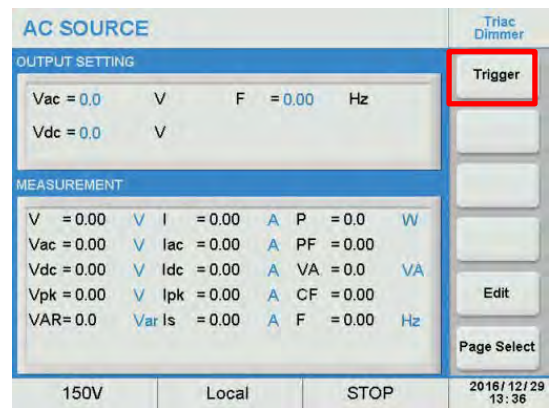 AC SOURCE
Triac
Dimmer
OUTPUT SETTING
Vac = 0.0 V F = 0.00 Hz
Vdc = 0.0 V
Trigger
MEASUREMENT
V = 0.00 V I = 0.00 A P = 0.0 W
Vac = 0.00 V Iac = 0.00 A PF = 0.00
Vdc = 0.00 V Idc = 0.00 A VA = 0.0 VA
Vpk = 0.00 V Ipk = 0.00 A CF = 0.00
VAR= 0.0 Var Is = 0.00 A F = 0.00 Hz
Edit
Page Select
150V Local STOP
2016/12/29
13:36